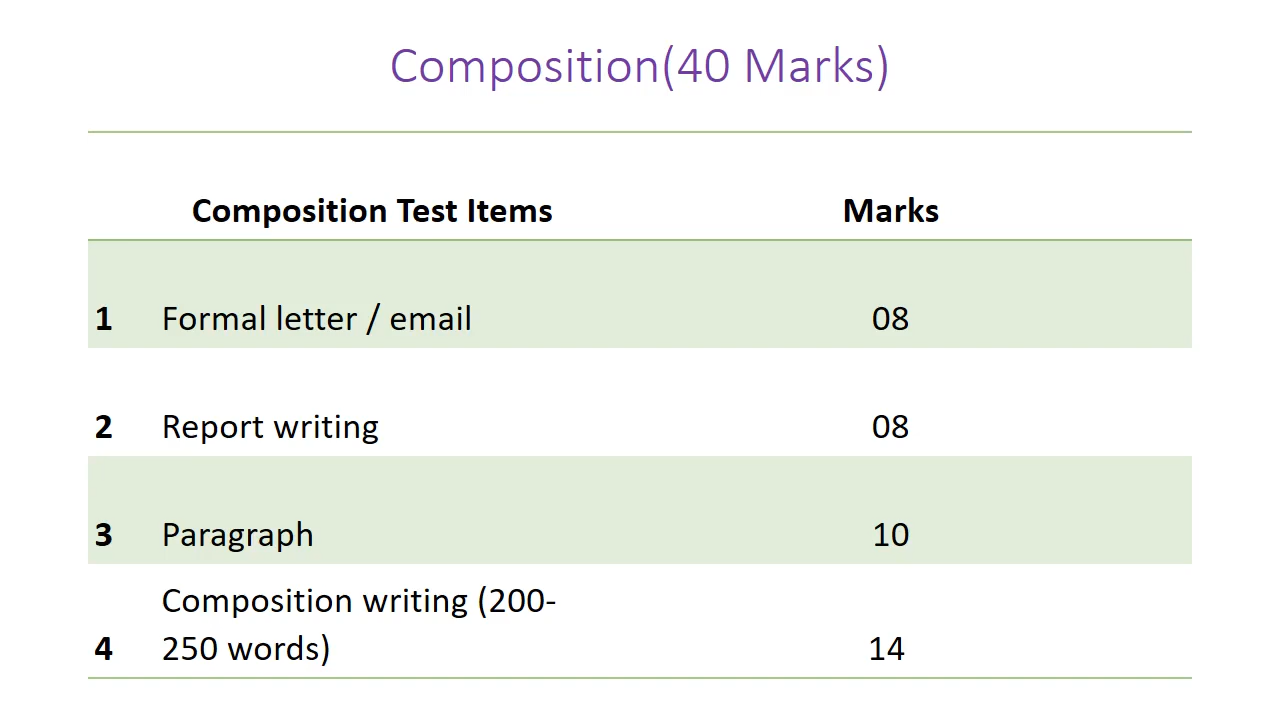 Composition(40 Marks)
Composition Test Items Marks
1 Formal letter / email 08
2 Report writing 08
3 Paragraph 10
Composition writing (200-
4 250 words) 14